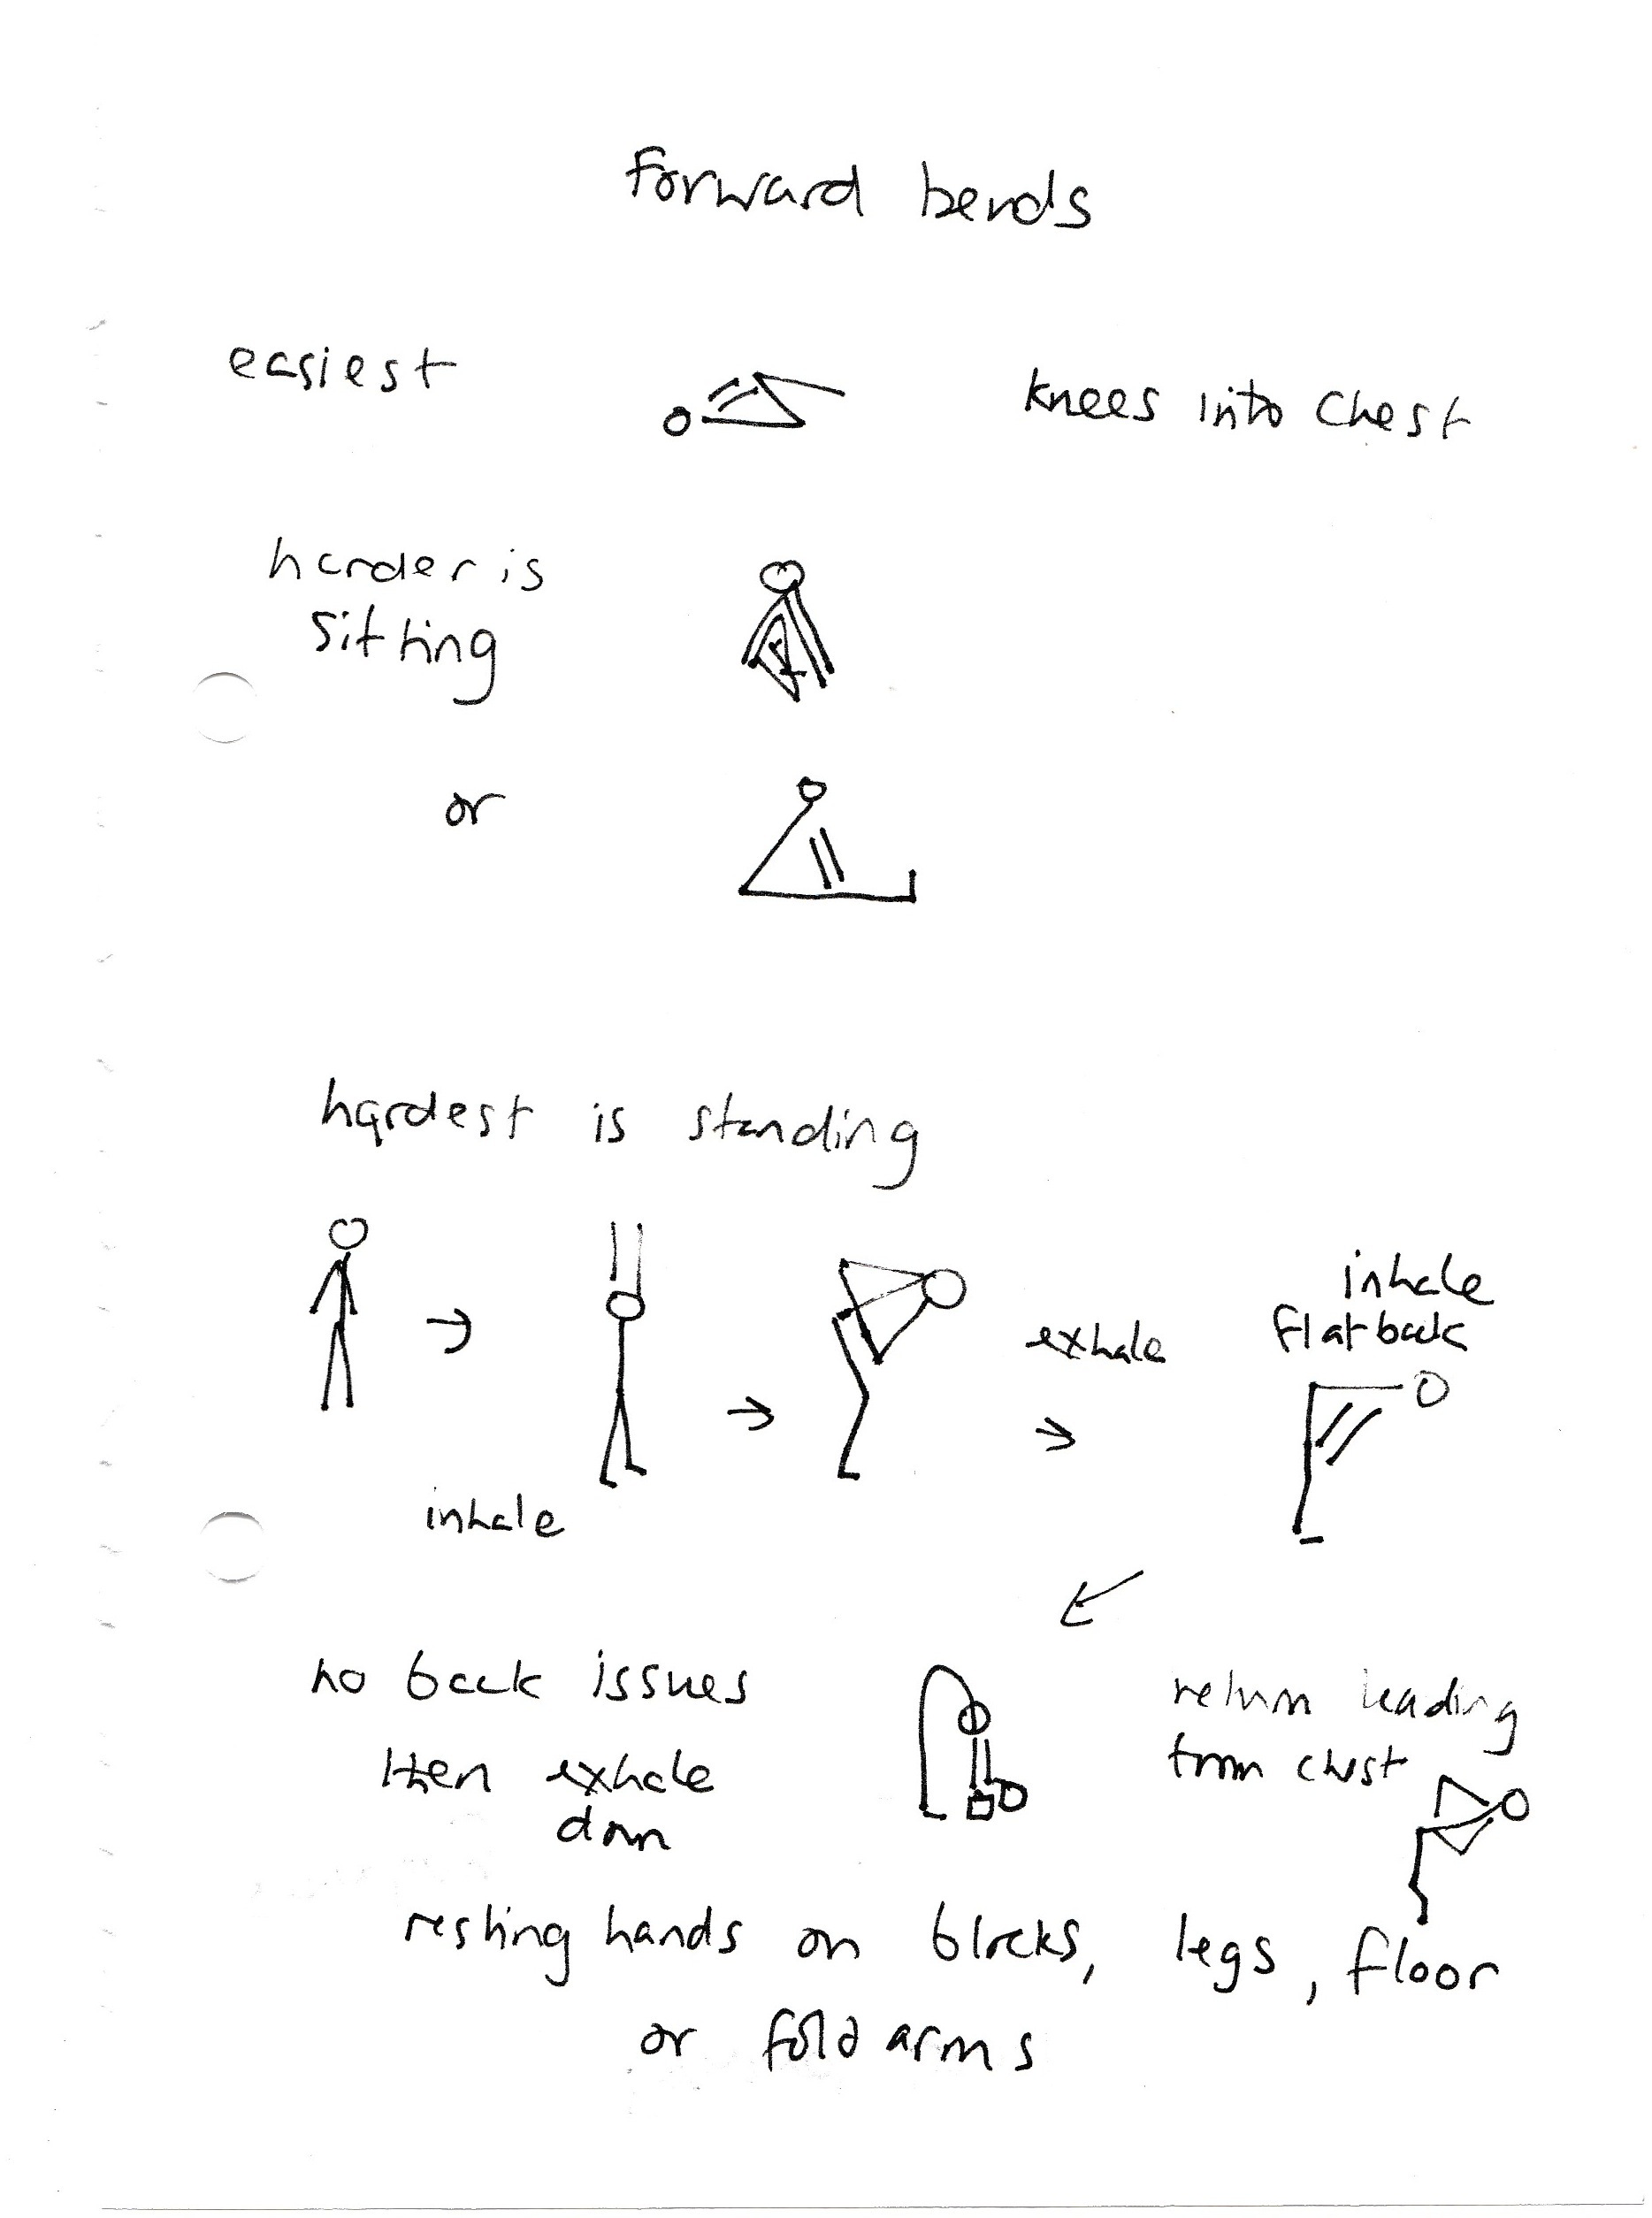 forward bends
easiest
knees into chest
harder is
sitting
or
hardest is standing
inhale
exhale
inhale
flat back
no back issues
then exhale
down
return leading
from chest
resting hands on blocks, legs, floor
or fold arms